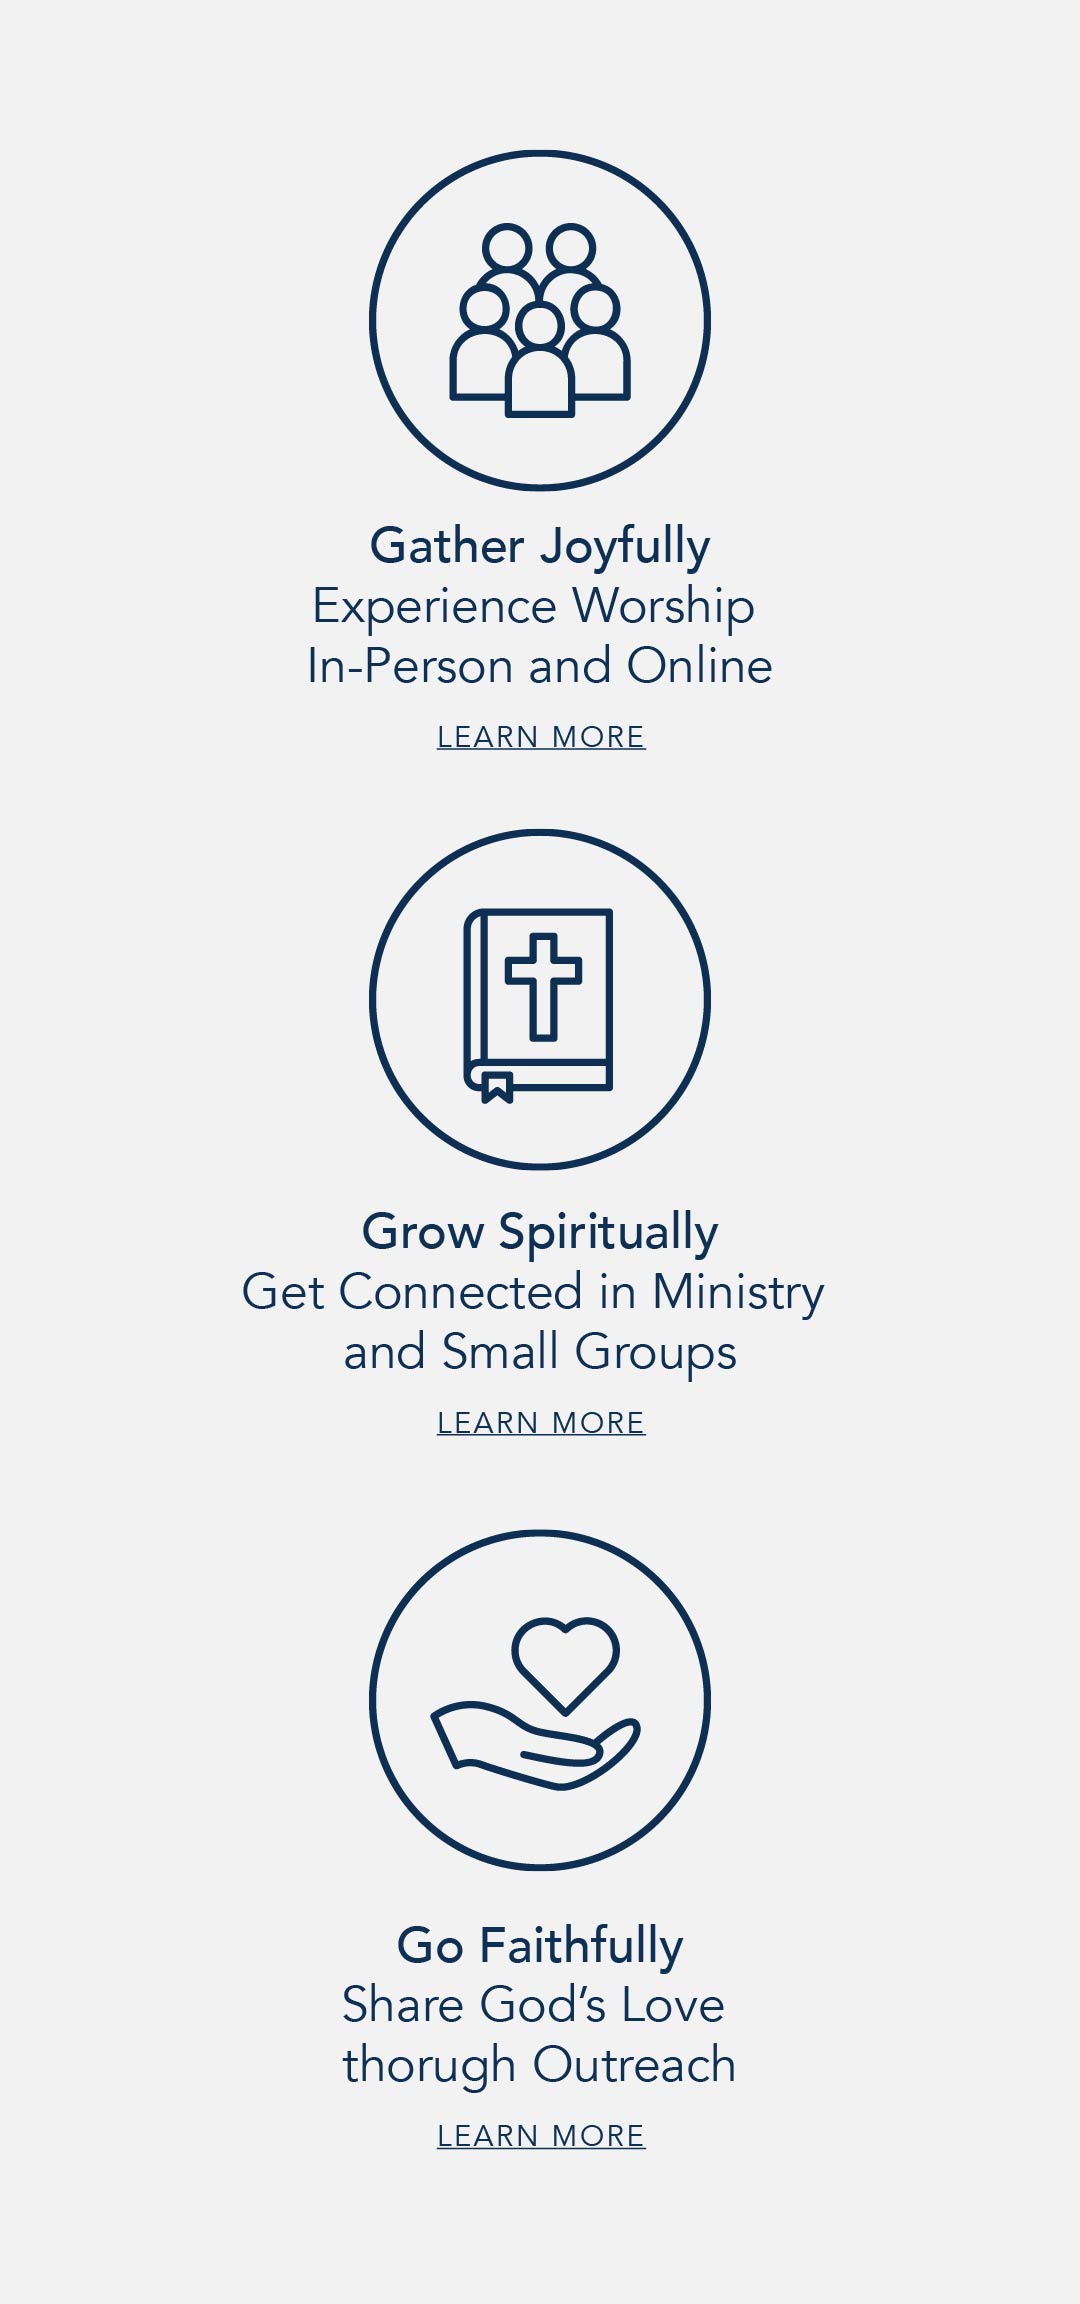 Gather Joyfully
Experience Worship
In-Person and Online
LEARN MORE
Grow Spiritually
Get Connected in Ministry
and Small Groups
LEARN MORE
Go Faithfully
Share God’s Love
thorugh Outreach
LEARN MORE